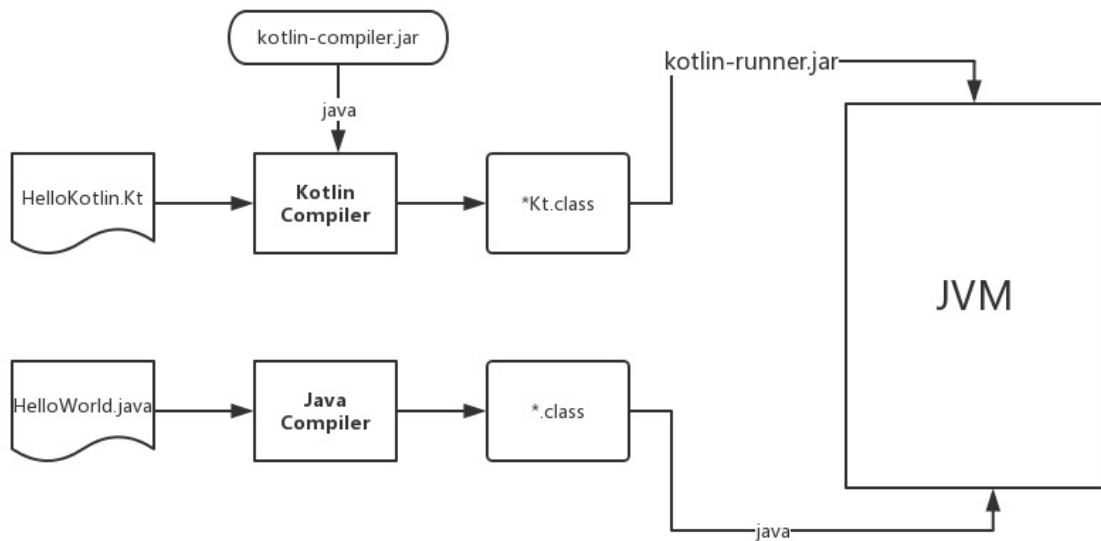 kotlin-compiler.jar
kotlin-runner.jar
java
HelloKotlin.Kt
Kotlin
Compiler
*Kt.class
JVM
HelloWorld.java
Java
Compiler
*.class
java